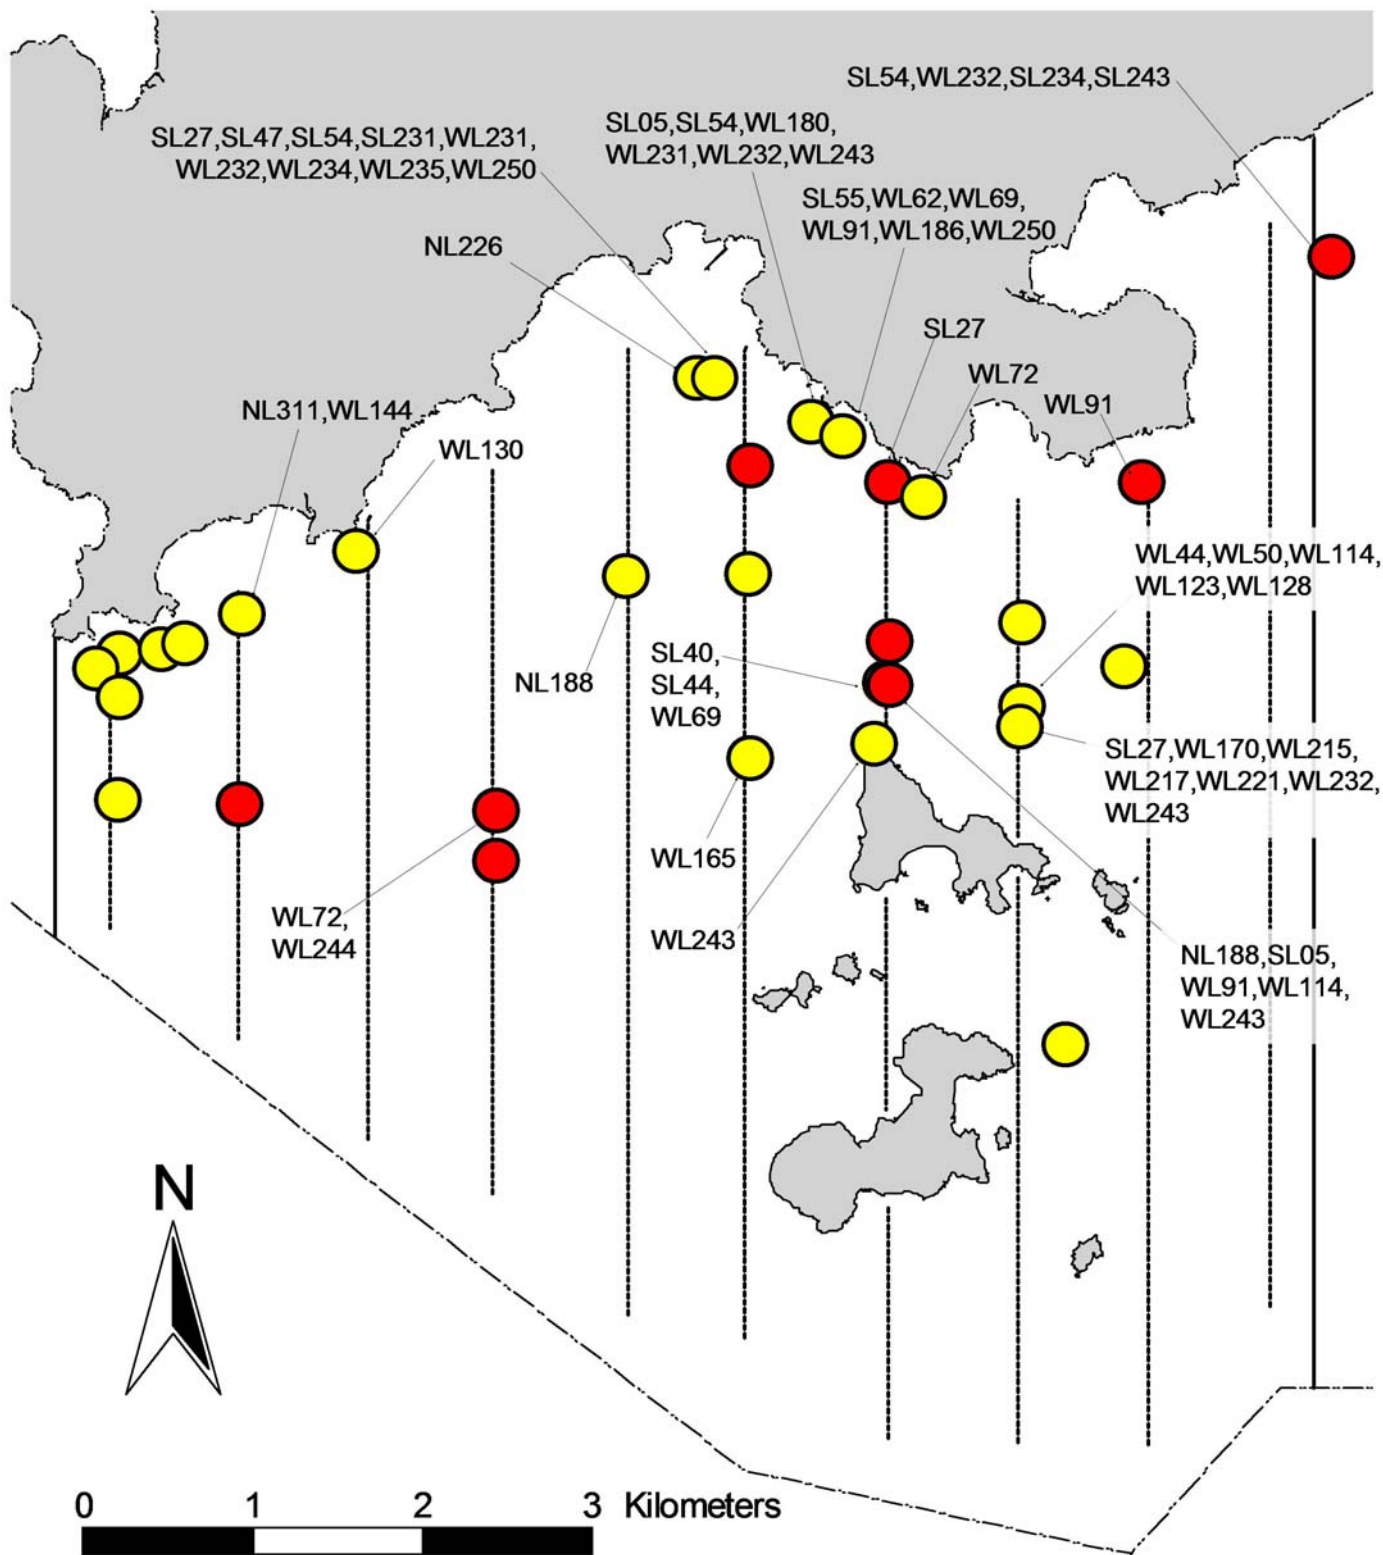 SL54,WL232,SL234,SL243
SL27,SL47,SL54,SL231,WL231,
WL232,WL234,WL235,WL250
SL05,SL54,WL180,
WL231,WL232,WL243
SL55,WL62,WL69,
WL91,WL186,WL250
NL226
SL27
WL72
WL91
NL311,WL144
WL130
WL44,WL50,WL114,
WL123,WL128
NL188
SL40,
SL44,
WL69
SL27,WL170,WL215,
WL217,WL221,WL232,
WL243
WL165
WL72,
WL244
WL243
NL188,SL05,
WL91,WL114,
WL243
N
0 1 2 3 Kilometers